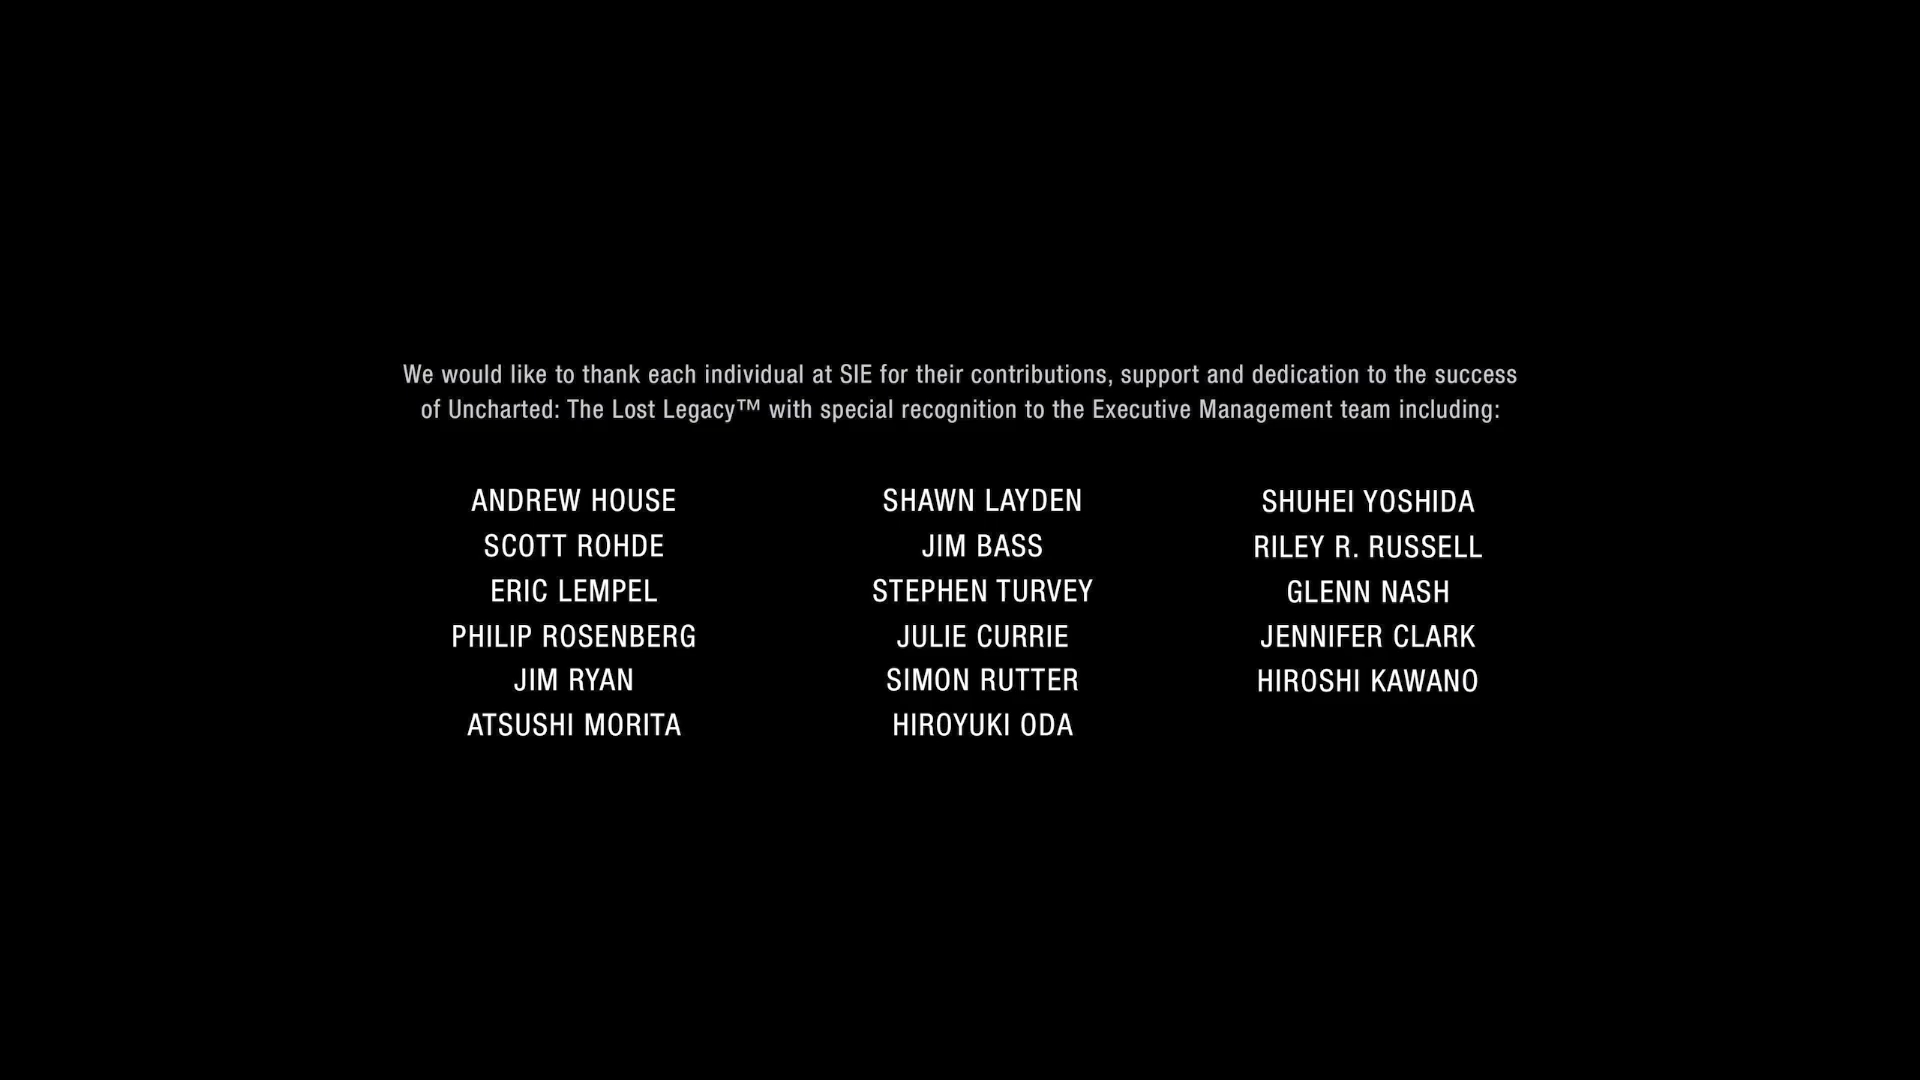 We would like to thank each individual at SIE for their contributions, support and dedication to the success
of Uncharted: The Lost Legacy™ with special recognition to the Executive Management team including:
ANDREW HOUSE SHAWN LAYDEN SHUHEI YOSHIDA
SCOTT ROHDE JIM BASS RILEY R. RUSSELL
ERIC LEMPEL STEPHEN TURVEY GLENN NASH
PHILIP ROSENBERG JULIE CURRIE JENNIFER CLARK
JIM RYAN SIMON RUTTER HIROSHI KAWANO
ATSUSHI MORITA HIROYUKI ODA